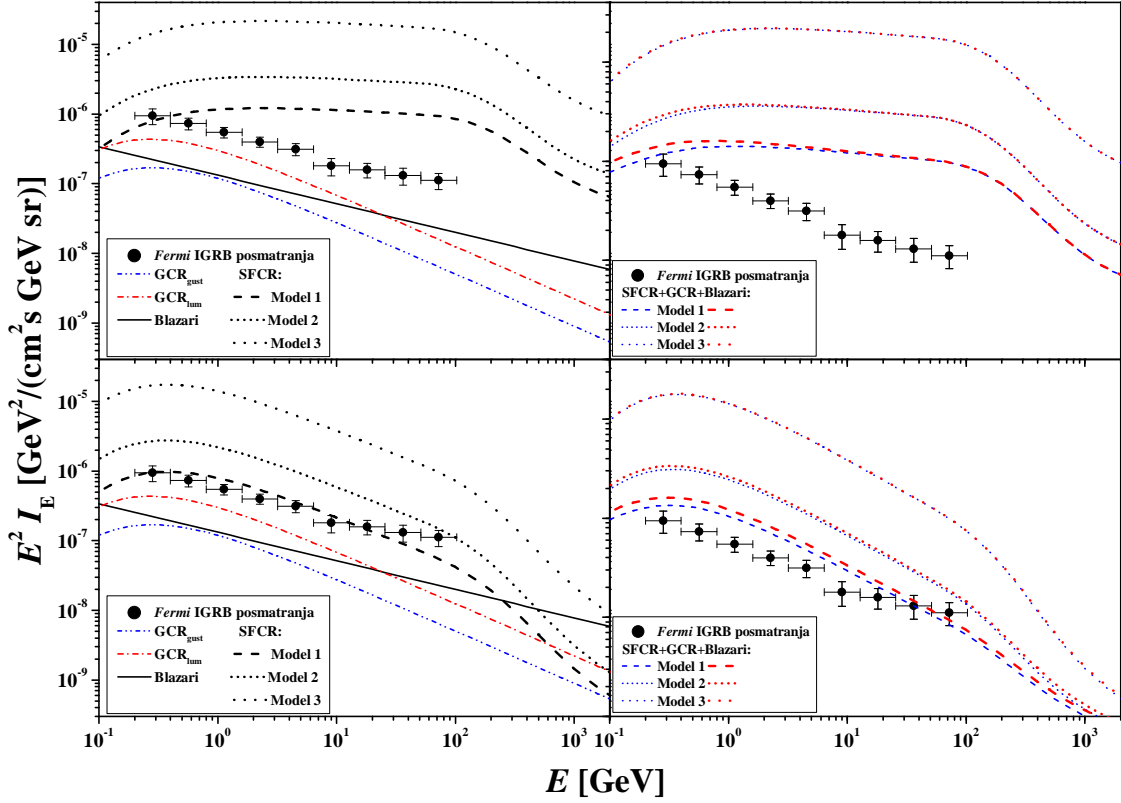 E² I_E [GeV²/(cm²s GeV sr)]
10⁻⁵
10⁻⁶
10⁻⁷
10⁻⁸
10⁻⁹
Fermi IGRB posmatranja
GCR_gust SFCR:
GCR_lum Model 1
Blazari Model 2
Model 3
Fermi IGRB posmatranja
SFCR+GCR+Blazari:
Model 1
Model 2
Model 3
10⁻⁵
10⁻⁶
10⁻⁷
10⁻⁸
10⁻⁹
Fermi IGRB posmatranja
GCR_gust SFCR:
GCR_lum Model 1
Blazari Model 2
Model 3
Fermi IGRB posmatranja
SFCR+GCR+Blazari:
Model 1
Model 2
Model 3
10⁻¹ 10⁰ 10¹ 10² 10³ 10⁻¹ 10⁰ 10¹ 10² 10³
E [GeV]